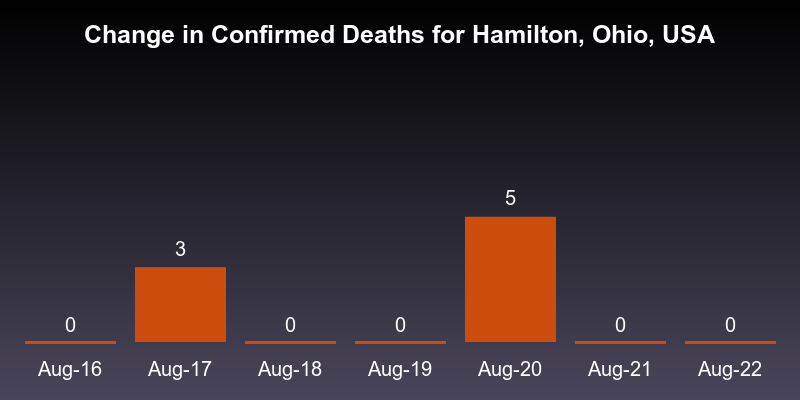 Change in Confirmed Deaths for Hamilton, Ohio, USA
5
3
0 0 0 0 0
Aug-16 Aug-17 Aug-18 Aug-19 Aug-20 Aug-21 Aug-22